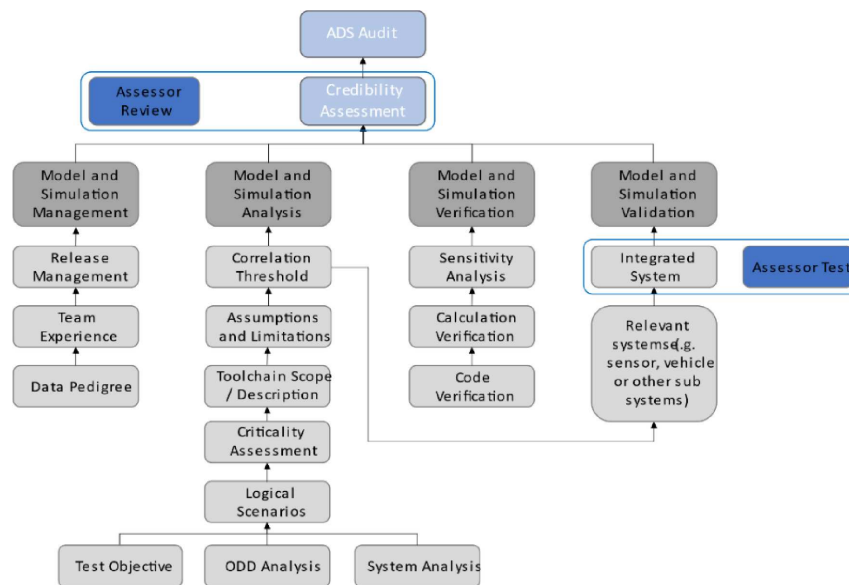 ADS Audit
Assessor
Review
Credibility
Assessment
Model and
Simulation
Management
Model and
Simulation
Analysis
Model and
Simulation
Verification
Model and
Simulation
Validation
Release
Management
Correlation
Threshold
Sensitivity
Analysis
Integrated
System
Assessor Test
Team
Experience
Assumptions
and Limitations
Calculation
Verification
Relevant
systemse(.g.
sensor, vehicle
or other sub
systems)
Data Pedigree
Toolchain Scope
/ Description
Code
Verification
Criticality
Assessment
Logical
Scenarios
Test Objective
ODD Analysis
System Analysis